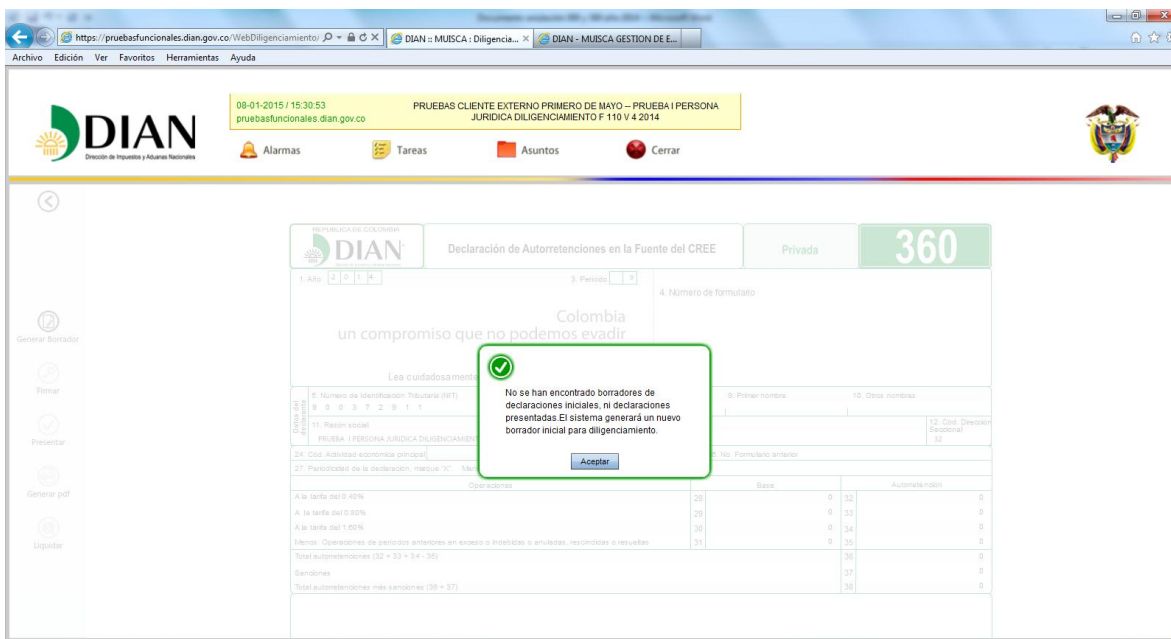 https://pruebasfuncionales.dian.gov.co/WebDiligenciamiento/
DIAN :: MUISCA : Diligencia...
DIAN - MUISCA GESTION DE E...
Archivo Edición Ver Favoritos Herramientas Ayuda
08-01-2015 / 15:30:53
pruebasfuncionales.dian.gov.co
PRUEBAS CLIENTE EXTERNO PRIMERO DE MAYO -- PRUEBA I PERSONA
JURIDICA DILIGENCIAMIENTO F 110 V 4 2014
DIAN
Dirección de Impuestos y Aduanas Nacionales
Alarmas Tareas Asuntos Cerrar
REPUBLICA DE COLOMBIA
DIAN
Declaración de Autorretenciones en la Fuente del CREE
Privada
360
1. Año 2 0 1 4
3. Periodo 9
4. Número de formulario
Colombia
un compromiso que no podemos evadir
Lea cuidadosamente
Generar Borrador
Firmar
Presentar
Generar pdf
Liquidar
No se han encontrado borradores de
declaraciones iniciales, ni declaraciones
presentadas.El sistema generará un nuevo
borrador inicial para diligenciamiento.
Aceptar
Datos del declarante
5. Número de Identificación Tributaria (NIT)
9 0 0 3 7 2 9 1 1
9. Primer nombre
10. Otros nombres
11. Razón social
PRUEBA I PERSONA JURIDICA DILIGENCIAMIENT
12. Cód. Dirección
Seccional
32
24. Cód. Actividad económica principal
No. Formulario anterior
27. Periodicidad de la declaración, marque "X"
Operaciones Base Autorretención
A la tarifa del 0.40% 28 0 32 0
A la tarifa del 0.80% 29 0 33 0
A la tarifa del 1.60% 30 0 34 0
Menos: Operaciones de periodos anteriores en exceso o indebidas o anuladas, rescindidas o resueltas 31 0 35 0
Total autorretenciones (32 + 33 + 34 - 35) 36 0
Sanciones 37 0
Total autorretenciones más sanciones (36 + 37) 38 0